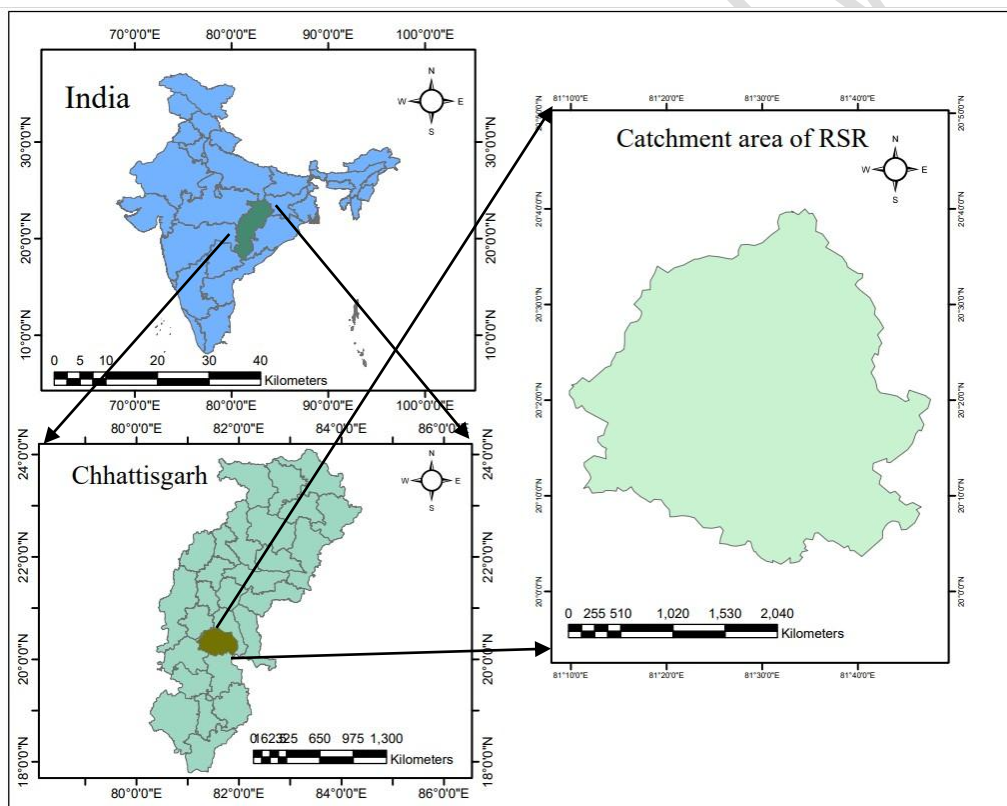 70°0'0"E 80°0'0"E 90°0'0"E 100°0'0"E
India
N
W E
S
30°0'0"N
20°0'0"N
10°0'0"N
30°0'0"N
20°0'0"N
10°0'0"N
0 5 10 20 30 40
Kilometers
70°0'0"E 80°0'0"E 90°0'0"E 100°0'0"E
80°0'0"E 82°0'0"E 84°0'0"E 86°0'0"E
Chhattisgarh
N
W E
S
24°0'0"N
22°0'0"N
20°0'0"N
18°0'0"N
24°0'0"N
22°0'0"N
20°0'0"N
18°0'0"N
650 975 1,300
Kilometers
80°0'0"E 82°0'0"E 84°0'0"E 86°0'0"E
81°10'0"E 81°20'0"E 81°30'0"E 81°40'0"E
Catchment area of RSR
N
W E
S
20°40'0"N
20°30'0"N
20°20'0"N
20°10'0"N
20°0'0"N
20°50'0"N
20°40'0"N
20°30'0"N
20°20'0"N
20°10'0"N
20°0'0"N
0 255 510 1,020 1,530 2,040
Kilometers
81°10'0"E 81°20'0"E 81°30'0"E 81°40'0"E